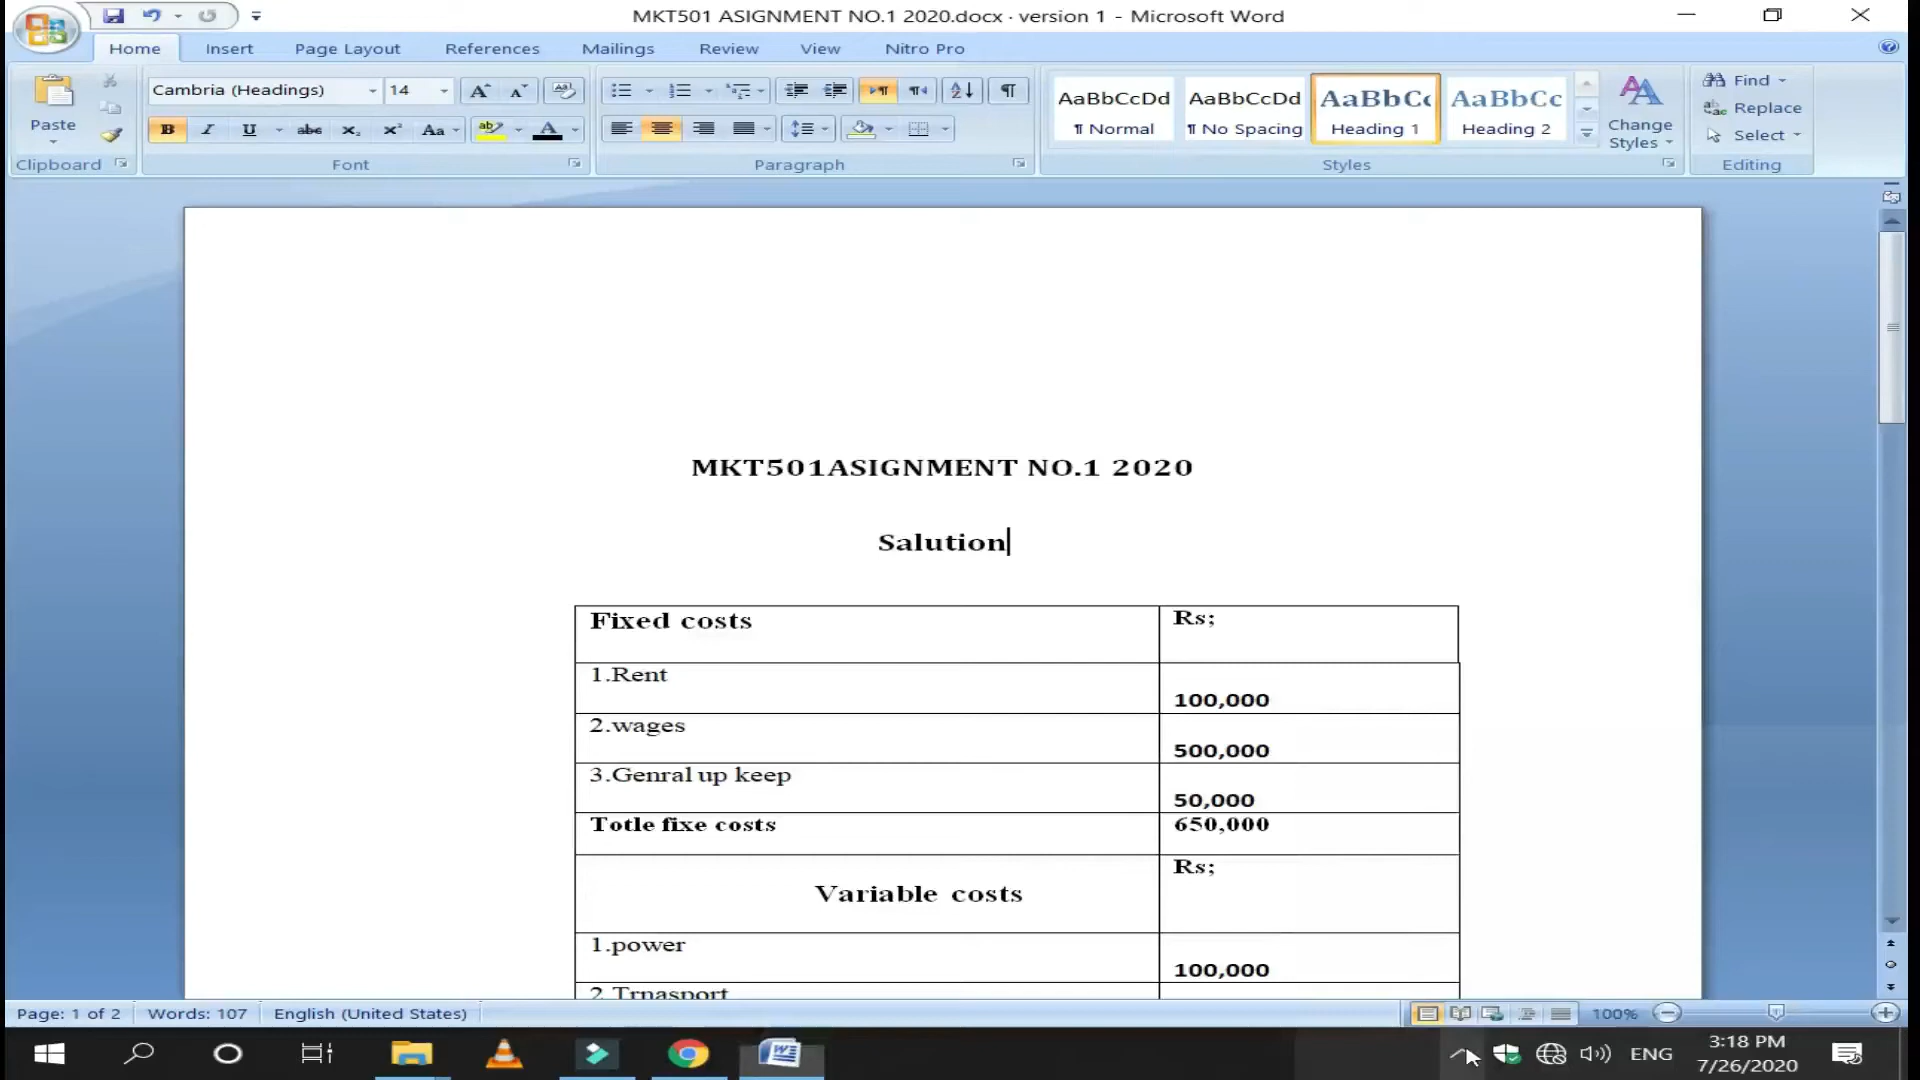 MKT501 ASIGNMENT NO.1 2020.docx · version 1 - Microsoft Word
Home Insert Page Layout References Mailings Review View Nitro Pro
Paste
Clipboard
Cambria (Headings) 14
B I U abc x₂ x² Aa ab A
Font
Paragraph
AaBbCcDd AaBbCcDd AaBbCc AaBbCc
¶ Normal ¶ No Spacing Heading 1 Heading 2
Change
Styles
Styles
Find
Replace
Select
Editing
MKT501ASIGNMENT NO.1 2020
Salution
Fixed costs Rs;
1.Rent
100,000
2.wages
500,000
3.Genral up keep
50,000
Totle fixe costs 650,000
Rs;
Variable costs
1.power
100,000
2.Trnasport
Page: 1 of 2 Words: 107 English (United States) 100%
ENG
3:18 PM
7/26/2020